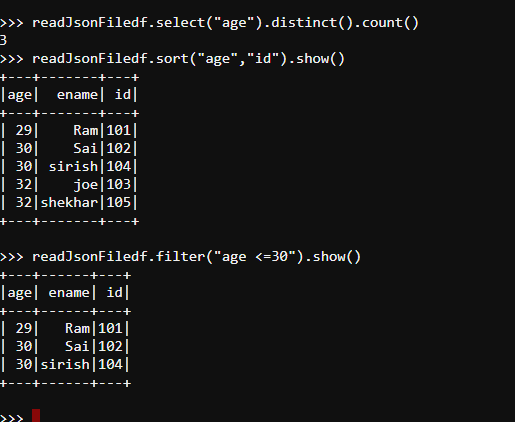 >>> readJsonFiledf.select("age").distinct().count()
3
>>> readJsonFiledf.sort("age","id").show()
+---+-------+---+
|age|  ename| id|
+---+-------+---+
| 29|    Ram|101|
| 30|    Sai|102|
| 30| sirish|104|
| 32|    joe|103|
| 32|shekhar|105|
+---+-------+---+
>>> readJsonFiledf.filter("age <=30").show()
+---+------+---+
|age| ename| id|
+---+------+---+
| 29|   Ram|101|
| 30|   Sai|102|
| 30|sirish|104|
+---+------+---+
>>>